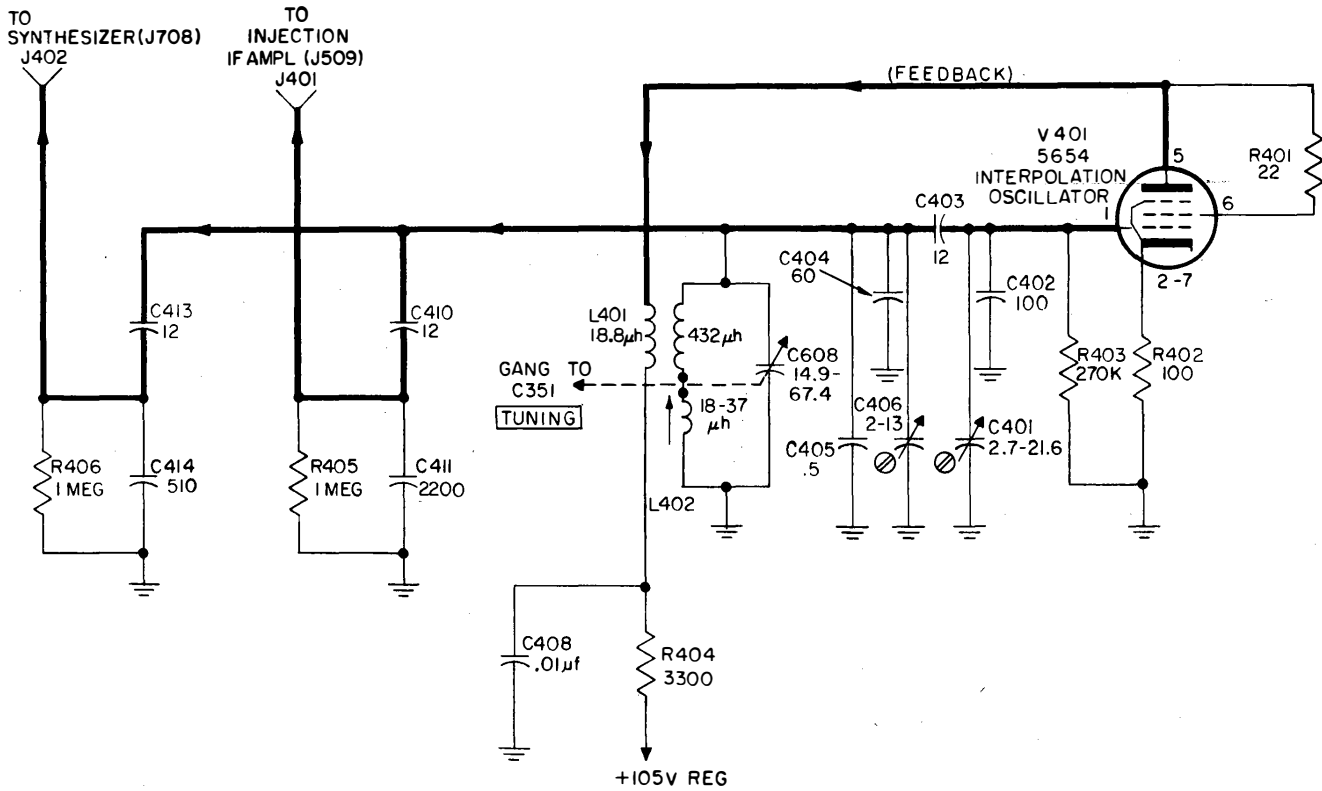 TO
SYNTHESIZER (J708)
J402
TO
INJECTION
IF AMPL (J509)
J401
(FEEDBACK)
V401
5654
INTERPOLATION
OSCILLATOR
5
1
6
2-7
R401
22
C403
12
C404
60
C402
100
C413
12
C410
12
L401
18.8μh
432μh
C608
14.9-
67.4
GANG TO
C351
TUNING
18-37
μh
C406
2-13
C405
.5
C401
2.7-21.6
R403
270K
R402
100
R406
1 MEG
C414
510
R405
1 MEG
C411
2200
L402
C408
.01μf
R404
3300
+105V REG